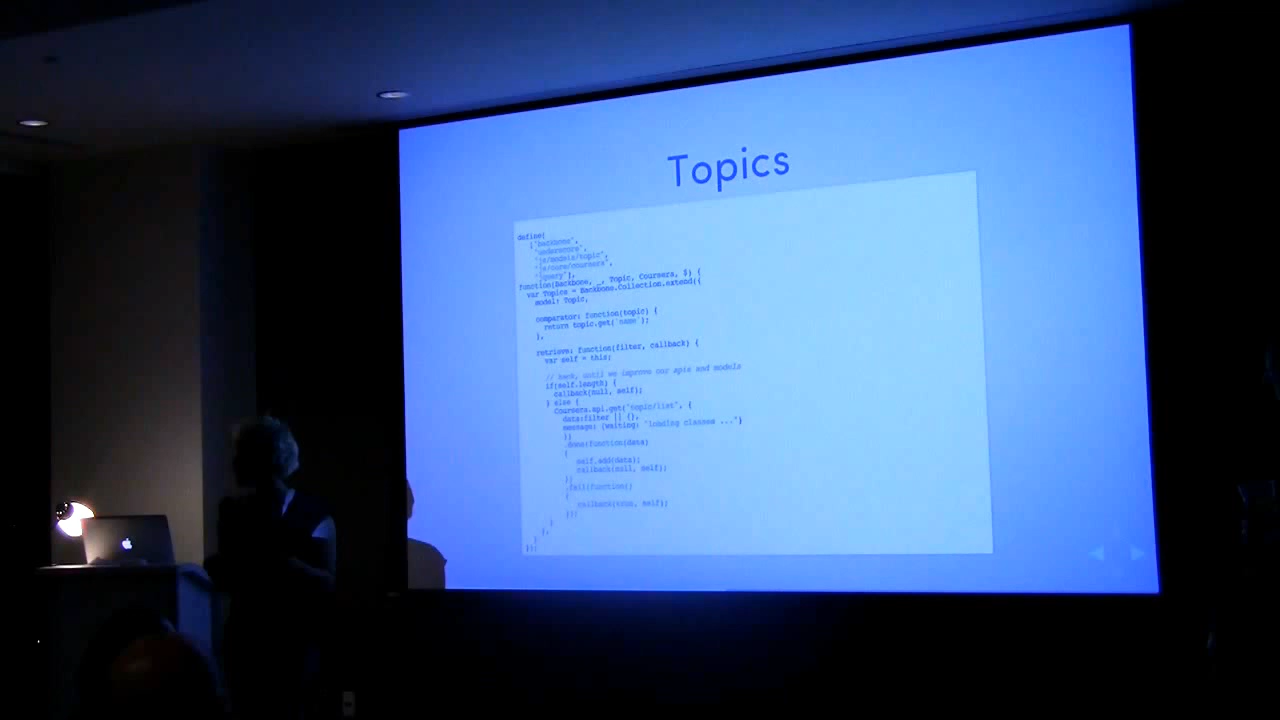 Topics
define(
["backbone",
"underscore",
"js/models/topic",
"js/core/coursera",
"jquery"],
function(Backbone, _, Topic, Coursera, $) {
var Topics = Backbone.Collection.extend({
model: Topic,
comparator: function(topic) {
return topic.get('name');
},
retrieve: function(filter, callback) {
var self = this;
// hack, until we improve our apis and models
if(self.length) {
callback(null, self);
} else {
Coursera.api.get("topic/list", {
data:filter || {},
message: {waiting: "loading classes ..."}
})
.done(function(data)
{
self.add(data);
callback(null, self);
})
.fail(function()
{
callback(true, self);
});
}
},
}
});